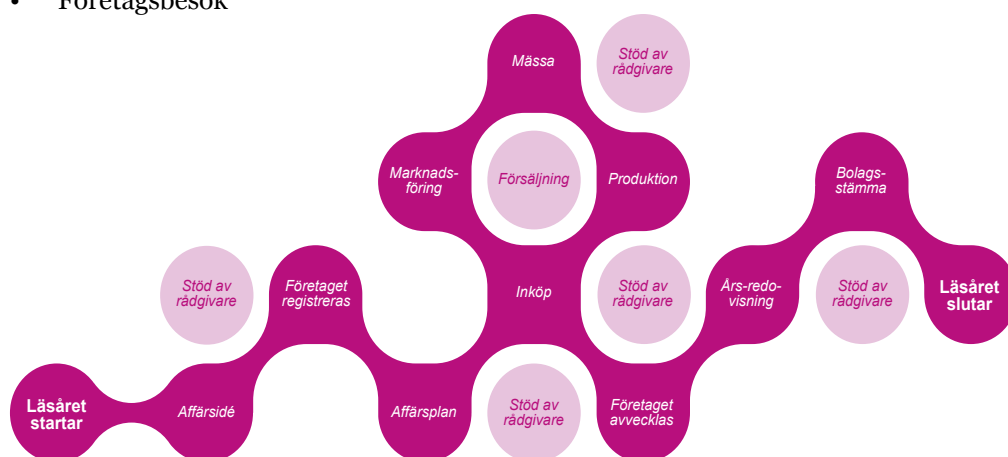 • Företagsbesök
Mässa
Stöd av
rådgivare
Marknads-
föring
Försäljning
Produktion
Bolags-
stämma
Stöd av
rådgivare
Företaget
registreras
Inköp
Stöd av
rådgivare
Års-redo-
visning
Stöd av
rådgivare
Läsåret
slutar
Läsåret
startar
Affärsidé
Affärsplan
Stöd av
rådgivare
Företaget
avvecklas